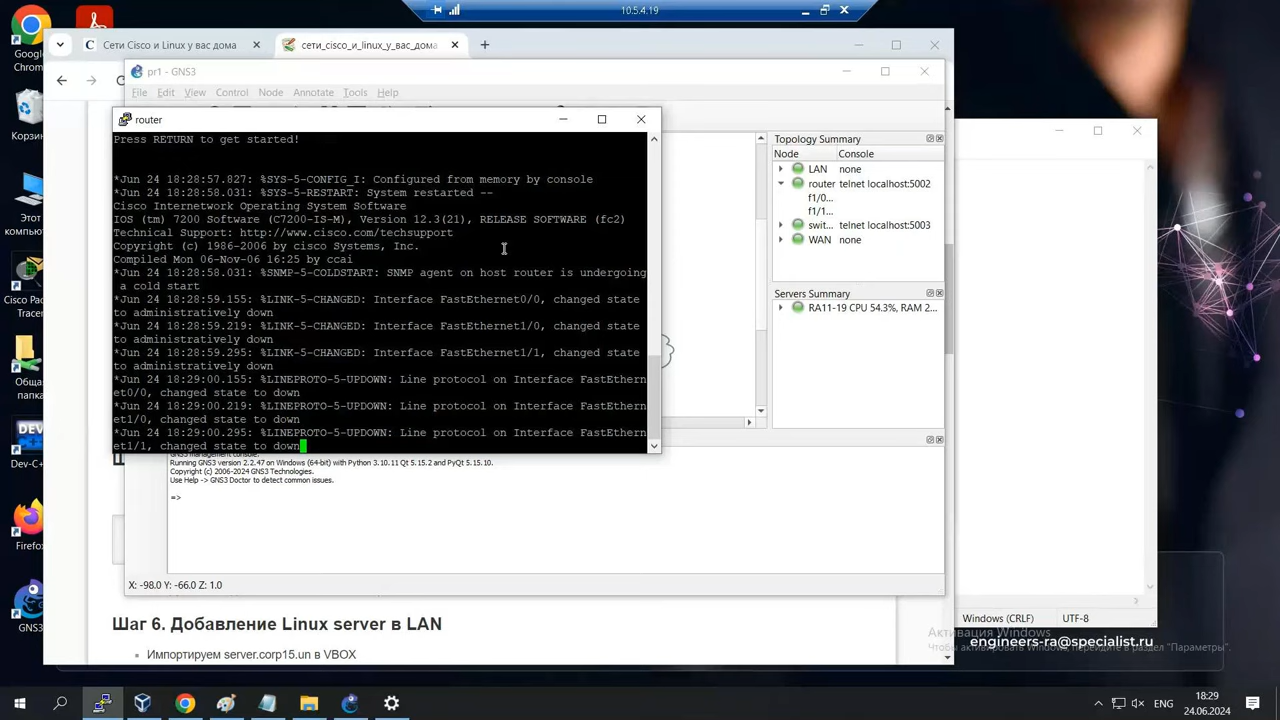 10.5.4.19
Google
Chrom...
Сети Cisco и Linux у вас дома
сети_cisco_и_linux_у_вас_дома
pr1 - GNS3
File Edit View Control Node Annotate Tools Help
router
Press RETURN to get started!
*Jun 24 18:28:57.827: %SYS-5-CONFIG_I: Configured from memory by console
*Jun 24 18:28:58.031: %SYS-5-RESTART: System restarted --
Cisco Internetwork Operating System Software
IOS (tm) 7200 Software (C7200-IS-M), Version 12.3(21), RELEASE SOFTWARE (fc2)
Technical Support: http://www.cisco.com/techsupport
Copyright (c) 1986-2006 by cisco Systems, Inc.
Compiled Mon 06-Nov-06 16:25 by ccai
*Jun 24 18:28:58.031: %SNMP-5-COLDSTART: SNMP agent on host router is undergoing
a cold start
*Jun 24 18:28:59.155: %LINK-5-CHANGED: Interface FastEthernet0/0, changed state
to administratively down
*Jun 24 18:28:59.219: %LINK-5-CHANGED: Interface FastEthernet1/0, changed state
to administratively down
*Jun 24 18:28:59.295: %LINK-5-CHANGED: Interface FastEthernet1/1, changed state
to administratively down
*Jun 24 18:29:00.155: %LINEPROTO-5-UPDOWN: Line protocol on Interface FastEthern
et0/0, changed state to down
*Jun 24 18:29:00.219: %LINEPROTO-5-UPDOWN: Line protocol on Interface FastEthern
et1/0, changed state to down
*Jun 24 18:29:00.295: %LINEPROTO-5-UPDOWN: Line protocol on Interface FastEthern
et1/1, changed state to down
Topology Summary
Node Console
LAN none
router telnet localhost:5002
f1/0...
f1/1...
swit... telnet localhost:5003
WAN none
Servers Summary
RA11-19 CPU 54.3%, RAM 2...
GNS3 management console.
Running GNS3 version 2.2.47 on Windows (64-bit) with Python 3.10.11 Qt 5.15.2 and PyQt 5.15.10.
Copyright (c) 2006-2024 GNS3 Technologies.
Use Help -> GNS3 Doctor to detect common issues.
=>
X: -98.0 Y: -66.0 Z: 1.0
Шаг 6. Добавление Linux server в LAN
Импортируем server.corp15.un в VBOX
Корзин
Этот
компью
Cisco Pac
Tracer
Общая
папка
Dev-C+
Firefo
GNS3
Windows (CRLF) UTF-8
Активация Windows
engineers-ra@specialist.ru
Чтобы активировать Windows, перейдите в раздел "Параметры".
ENG
18:29
24.06.2024